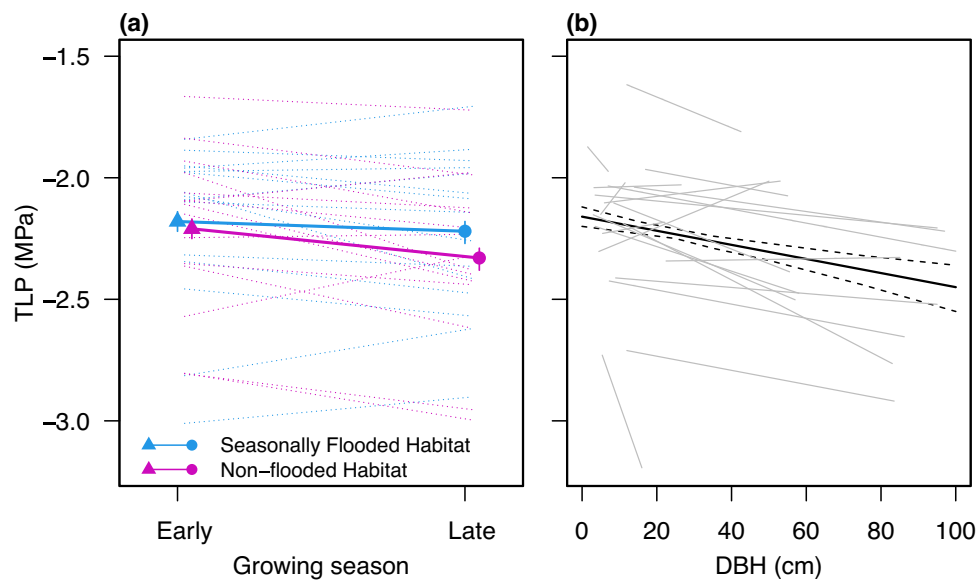 (a)
(b)
TLP (MPa)
−1.5
−2.0
−2.5
−3.0
Seasonally Flooded Habitat
Non−flooded Habitat
Early
Late
Growing season
0
20
40
60
80
100
DBH (cm)